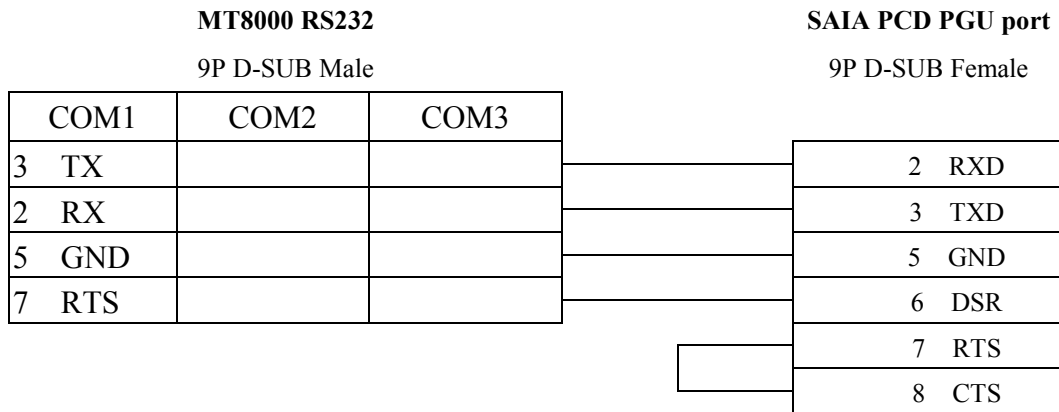 MT8000 RS232 SAIA PCD PGU port
9P D-SUB Male 9P D-SUB Female
COM1 COM2 COM3
3 TX 2 RXD
2 RX 3 TXD
5 GND 5 GND
7 RTS 6 DSR
7 RTS
8 CTS